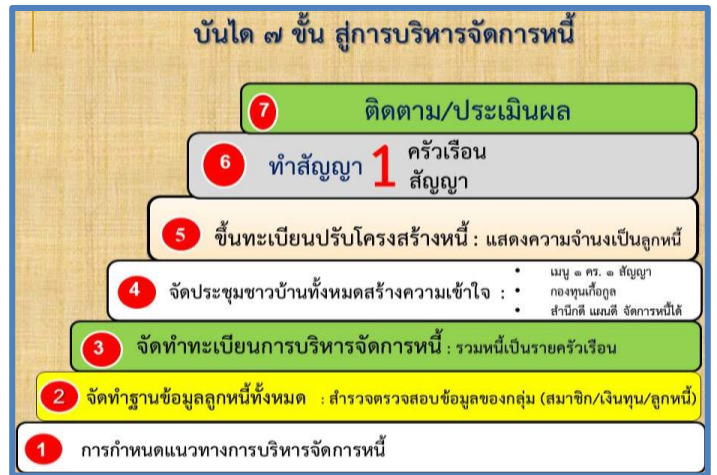 บันได ๗ ขั้น สู่การบริหารจัดการหนี้
7 ติดตาม/ประเมินผล
6 ทำสัญญา 1 ครัวเรือน
สัญญา
5 ขึ้นทะเบียนปรับโครงสร้างหนี้ : แสดงความจำนงเป็นลูกหนี้
4 จัดประชุมชาวบ้านทั้งหมดสร้างความเข้าใจ :
• เมนู ๑ คร. ๑ สัญญา
• กองทุนเกื้อกูล
• สำนึกดี แผนดี จัดการหนี้ได้
3 จัดทำทะเบียนการบริหารจัดการหนี้ : รวมหนี้เป็นรายครัวเรือน
2 จัดทำฐานข้อมูลลูกหนี้ทั้งหมด : สำรวจตรวจสอบข้อมูลของกลุ่ม (สมาชิก/เงินทุน/ลูกหนี้)
1 การกำหนดแนวทางการบริหารจัดการหนี้